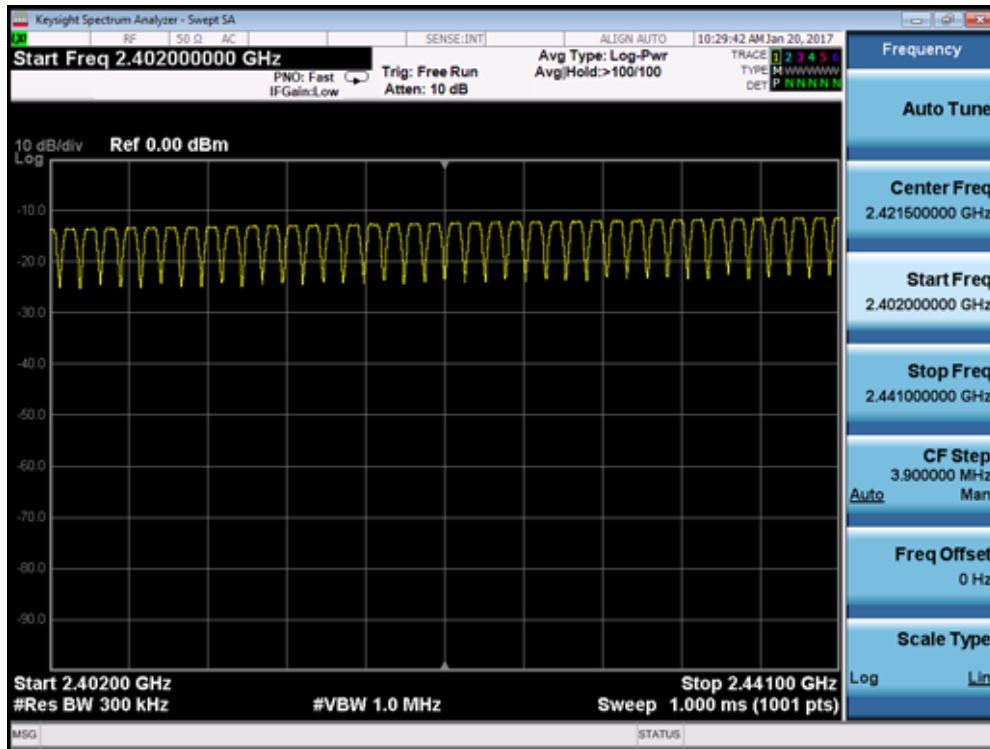 Keysight Spectrum Analyzer - Swept SA
LXI RF 50 Ω AC SENSE:INT ALIGN AUTO 10:29:42 AM Jan 20, 2017
Start Freq 2.402000000 GHz
PNO: Fast
IFGain:Low
Trig: Free Run
Atten: 10 dB
Avg Type: Log-Pwr
Avg|Hold:>100/100
TRACE 1 2 3 4 5 6
TYPE M WWWWW
DET P N N N N N
10 dB/div Ref 0.00 dBm
Log
-10.0
-20.0
-30.0
-40.0
-50.0
-60.0
-70.0
-80.0
-90.0
Start 2.40200 GHz Stop 2.44100 GHz
#Res BW 300 kHz #VBW 1.0 MHz Sweep 1.000 ms (1001 pts)
MSG STATUS
Frequency
Auto Tune
Center Freq
2.421500000 GHz
Start Freq
2.402000000 GHz
Stop Freq
2.441000000 GHz
CF Step
3.900000 MHz
Auto Man
Freq Offset
0 Hz
Scale Type
Log Lin